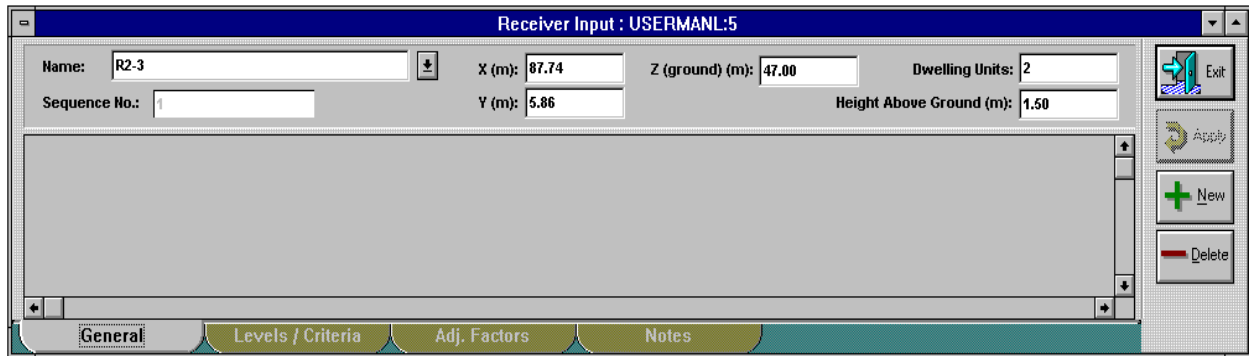 Receiver Input : USERMANL:5
Name: R2-3 X (m): 87.74 Z (ground) (m): 47.00 Dwelling Units: 2
Sequence No.: 1 Y (m): 5.86 Height Above Ground (m): 1.50
Exit
Apply
New
Delete
General Levels / Criteria Adj. Factors Notes